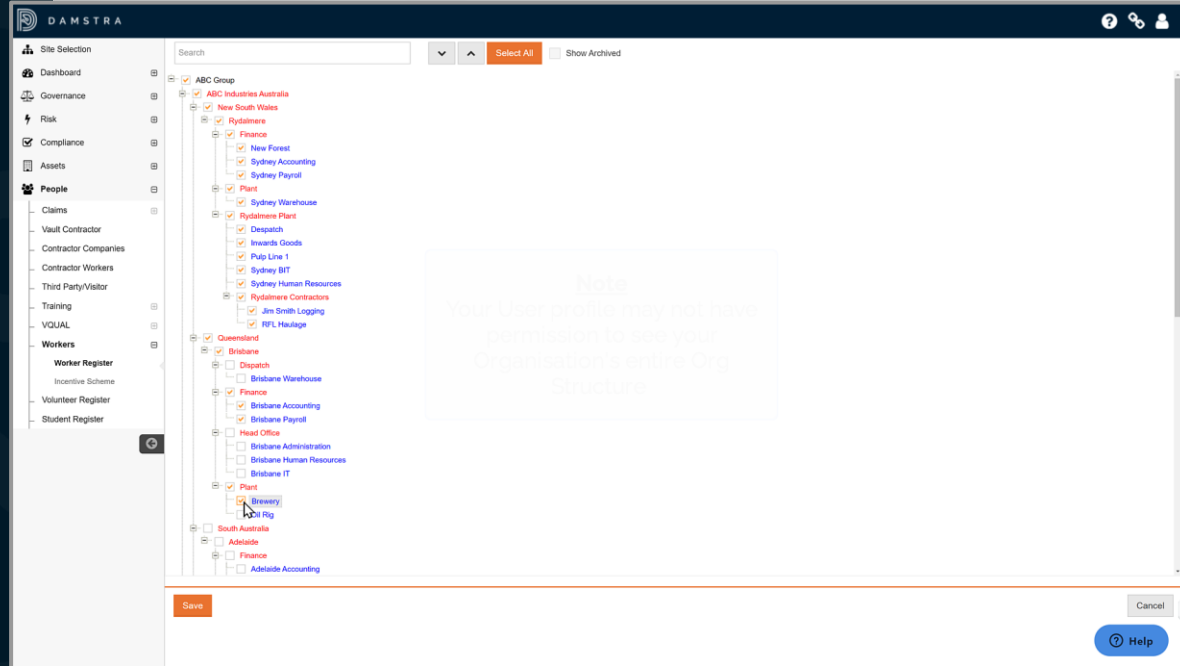 DAMSTRA
Site Selection
Dashboard
Governance
Risk
Compliance
Assets
People
Claims
Vault Contractor
Contractor Companies
Contractor Workers
Third Party/Visitor
Training
VQUAL
Workers
Worker Register
Incentive Scheme
Volunteer Register
Student Register
Search
Select All
Show Archived
ABC Group
ABC Industries Australia
New South Wales
Rydalmere
Finance
New Forest
Sydney Accounting
Sydney Payroll
Plant
Sydney Warehouse
Rydalmere Plant
Despatch
Inwards Goods
Pulp Line 1
Sydney BIT
Sydney Human Resources
Rydalmere Contractors
Jim Smith Logging
RFL Haulage
Queensland
Brisbane
Dispatch
Brisbane Warehouse
Finance
Brisbane Accounting
Brisbane Payroll
Head Office
Brisbane Administration
Brisbane Human Resources
Brisbane IT
Plant
Brewery
Oil Rig
South Australia
Adelaide
Finance
Adelaide Accounting
Note
Your User profile may not have
permission to see your
Organisation's entire Org
Structure.
Save
Cancel
Help